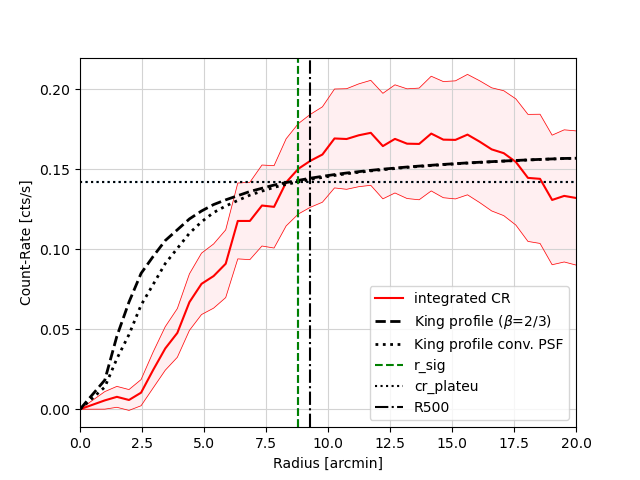 0.20
0.15
0.10
0.05
0.00
Count-Rate [cts/s]
integrated CR
King profile (β=2/3)
King profile conv. PSF
r_sig
cr_plateu
R500
0.0 2.5 5.0 7.5 10.0 12.5 15.0 17.5 20.0
Radius [arcmin]